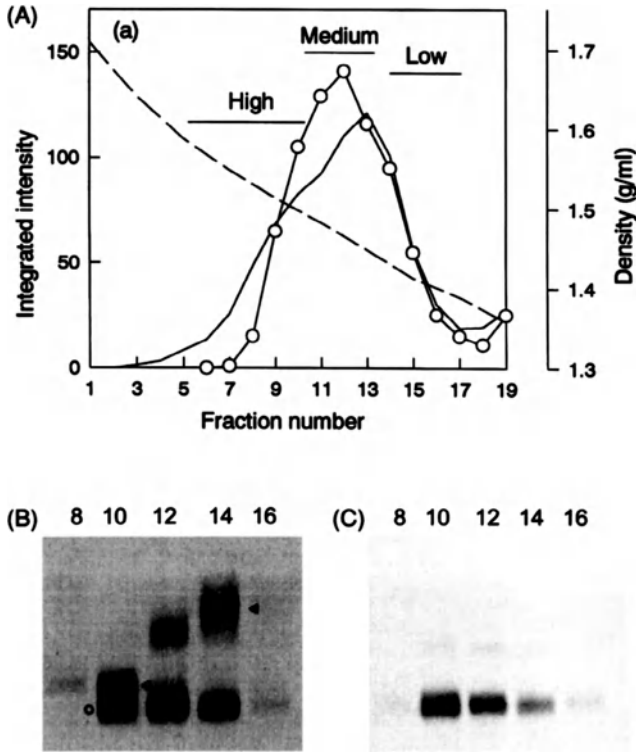 (A)
(a)
Medium
Low
High
150
100
50
0
Integrated intensity
1.7
1.6
1.5
1.4
1.3
Density (g/ml)
1 3 5 7 9 11 13 15 17 19
Fraction number
(B) 8 10 12 14 16
(C) 8 10 12 14 16